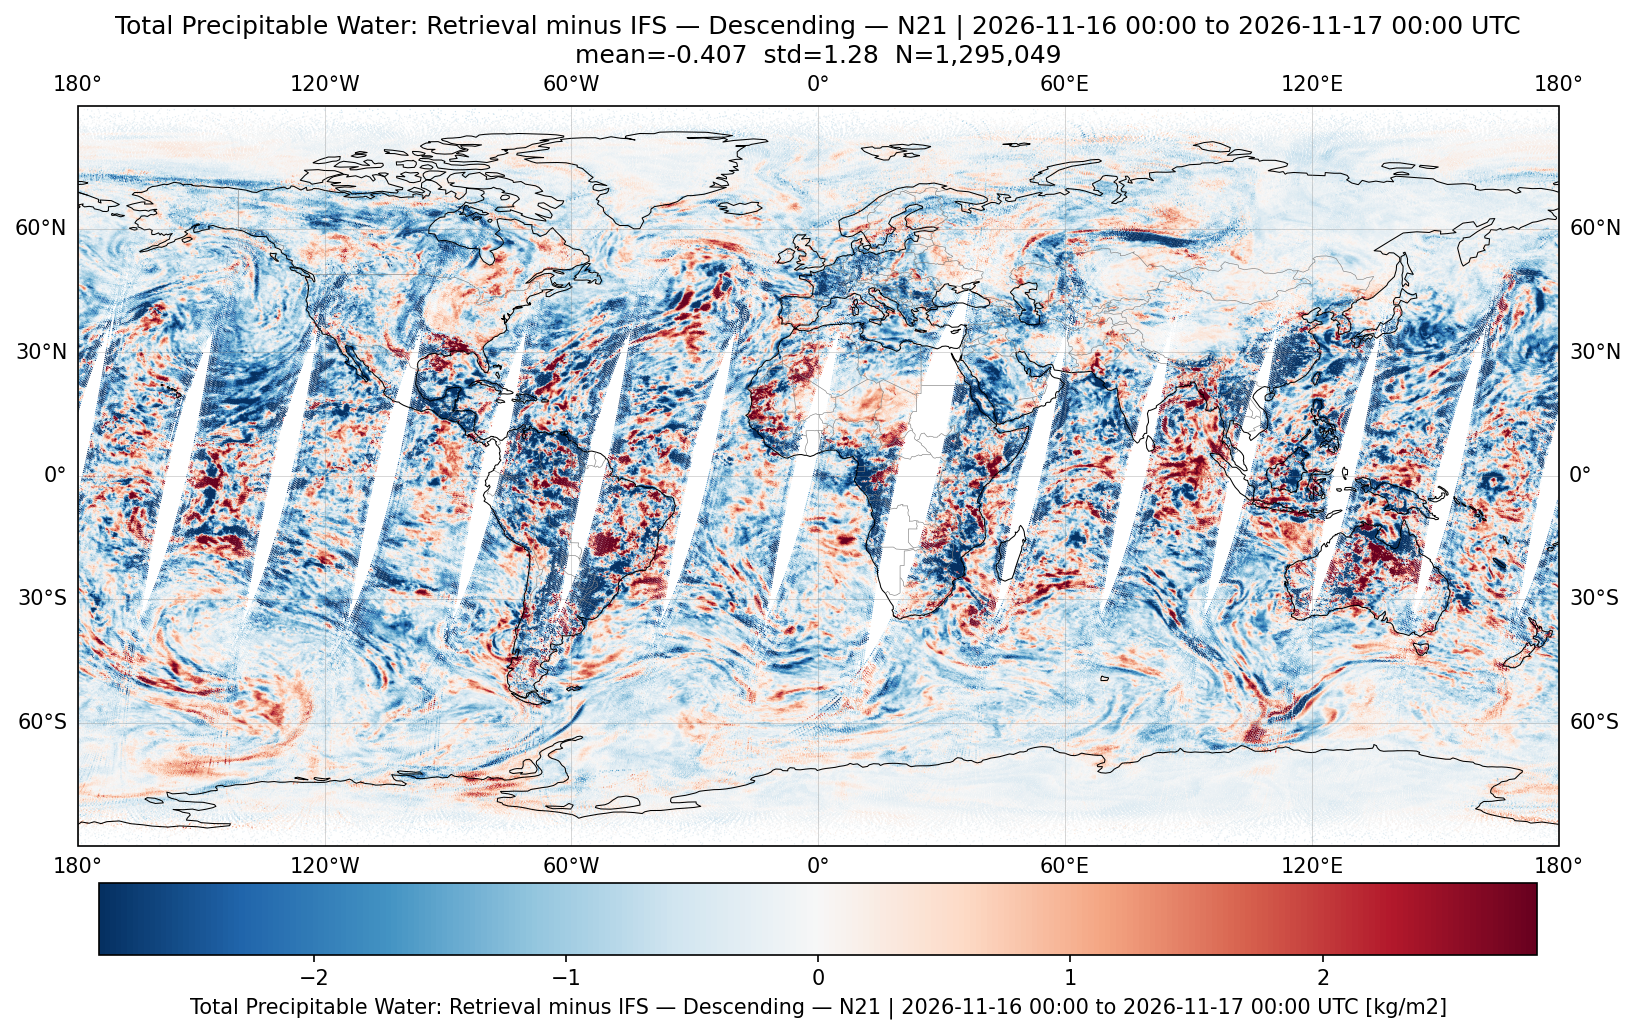 Total Precipitable Water: Retrieval minus IFS — Descending — N21 | 2026-11-16 00:00 to 2026-11-17 00:00 UTC
mean=-0.407 std=1.28 N=1,295,049
180° 120°W 60°W 0° 60°E 120°E 180°
60°N 60°N
30°N 30°N
0° 0°
30°S 30°S
60°S 60°S
180° 120°W 60°W 0° 60°E 120°E 180°
−2 −1 0 1 2
Total Precipitable Water: Retrieval minus IFS — Descending — N21 | 2026-11-16 00:00 to 2026-11-17 00:00 UTC [kg/m2]